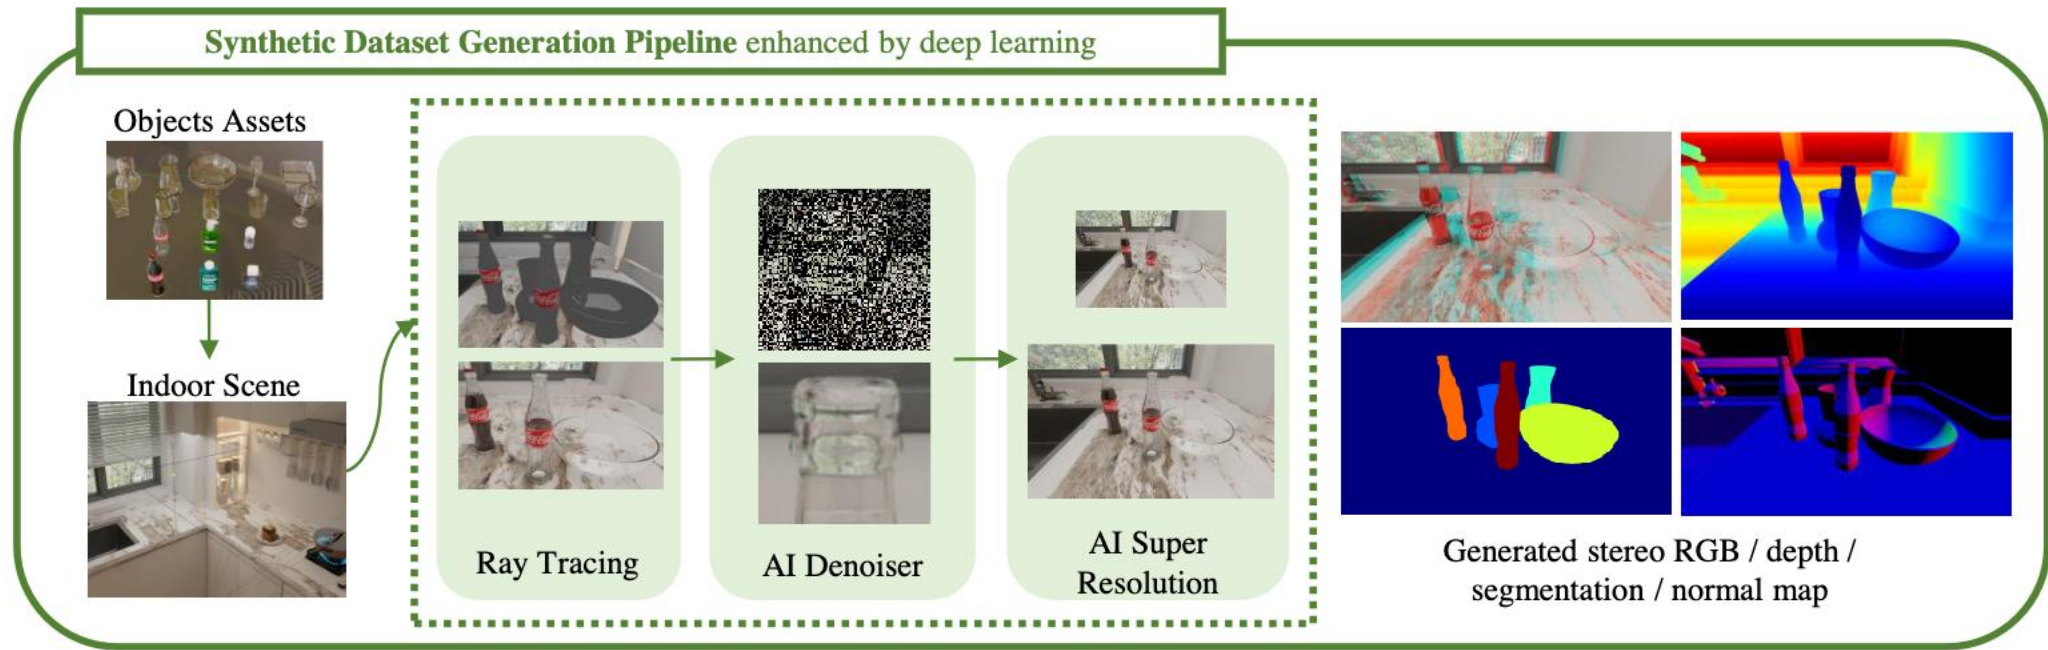 Synthetic Dataset Generation Pipeline enhanced by deep learning
Objects Assets
Indoor Scene
Ray Tracing
AI Denoiser
AI Super
Resolution
Generated stereo RGB / depth /
segmentation / normal map